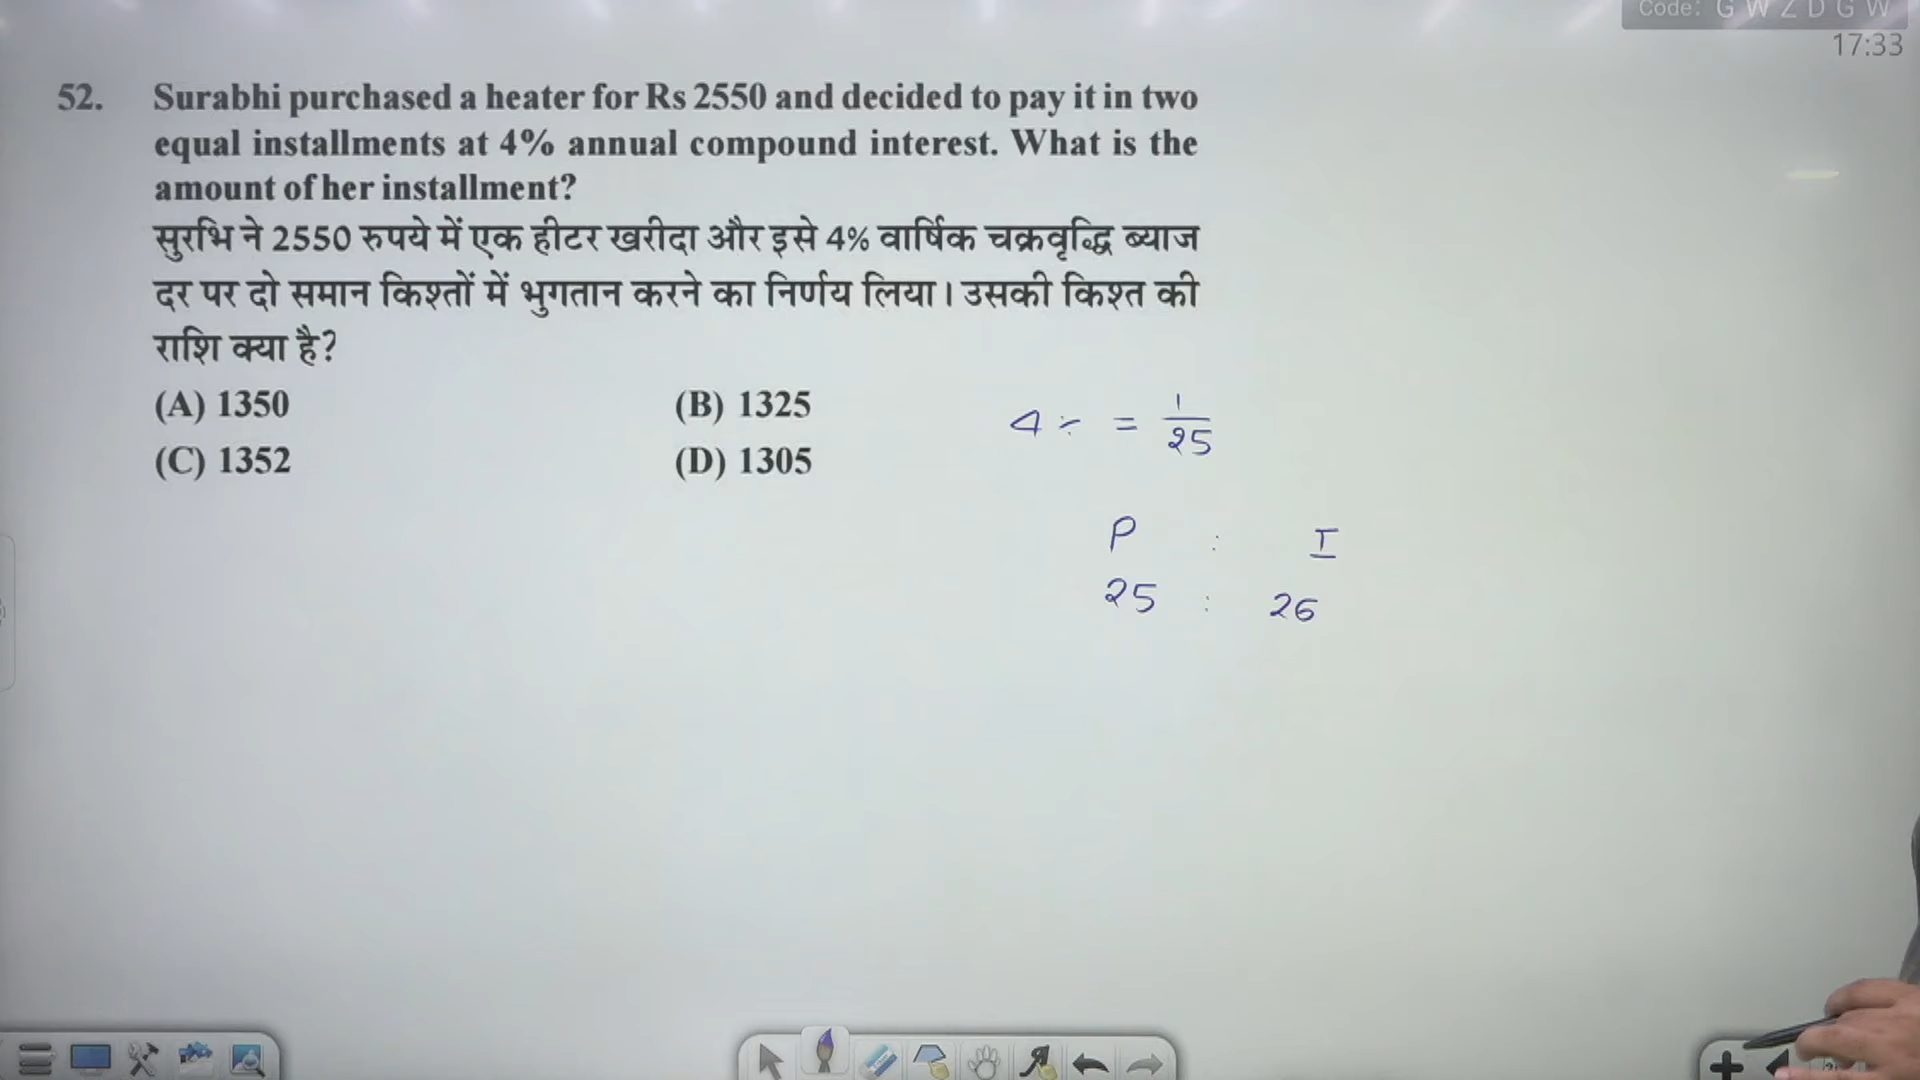 Code: G W Z D G W
17:33
52. Surabhi purchased a heater for Rs 2550 and decided to pay it in two
equal installments at 4% annual compound interest. What is the
amount of her installment?
सुरभि ने 2550 रुपये में एक हीटर खरीदा और इसे 4% वार्षिक चक्रवृद्धि ब्याज
दर पर दो समान किश्तों में भुगतान करने का निर्णय लिया। उसकी किश्त की
राशि क्या है?
(A) 1350 (B) 1325
(C) 1352 (D) 1305
4 % = 1/25
P : I
25 : 26